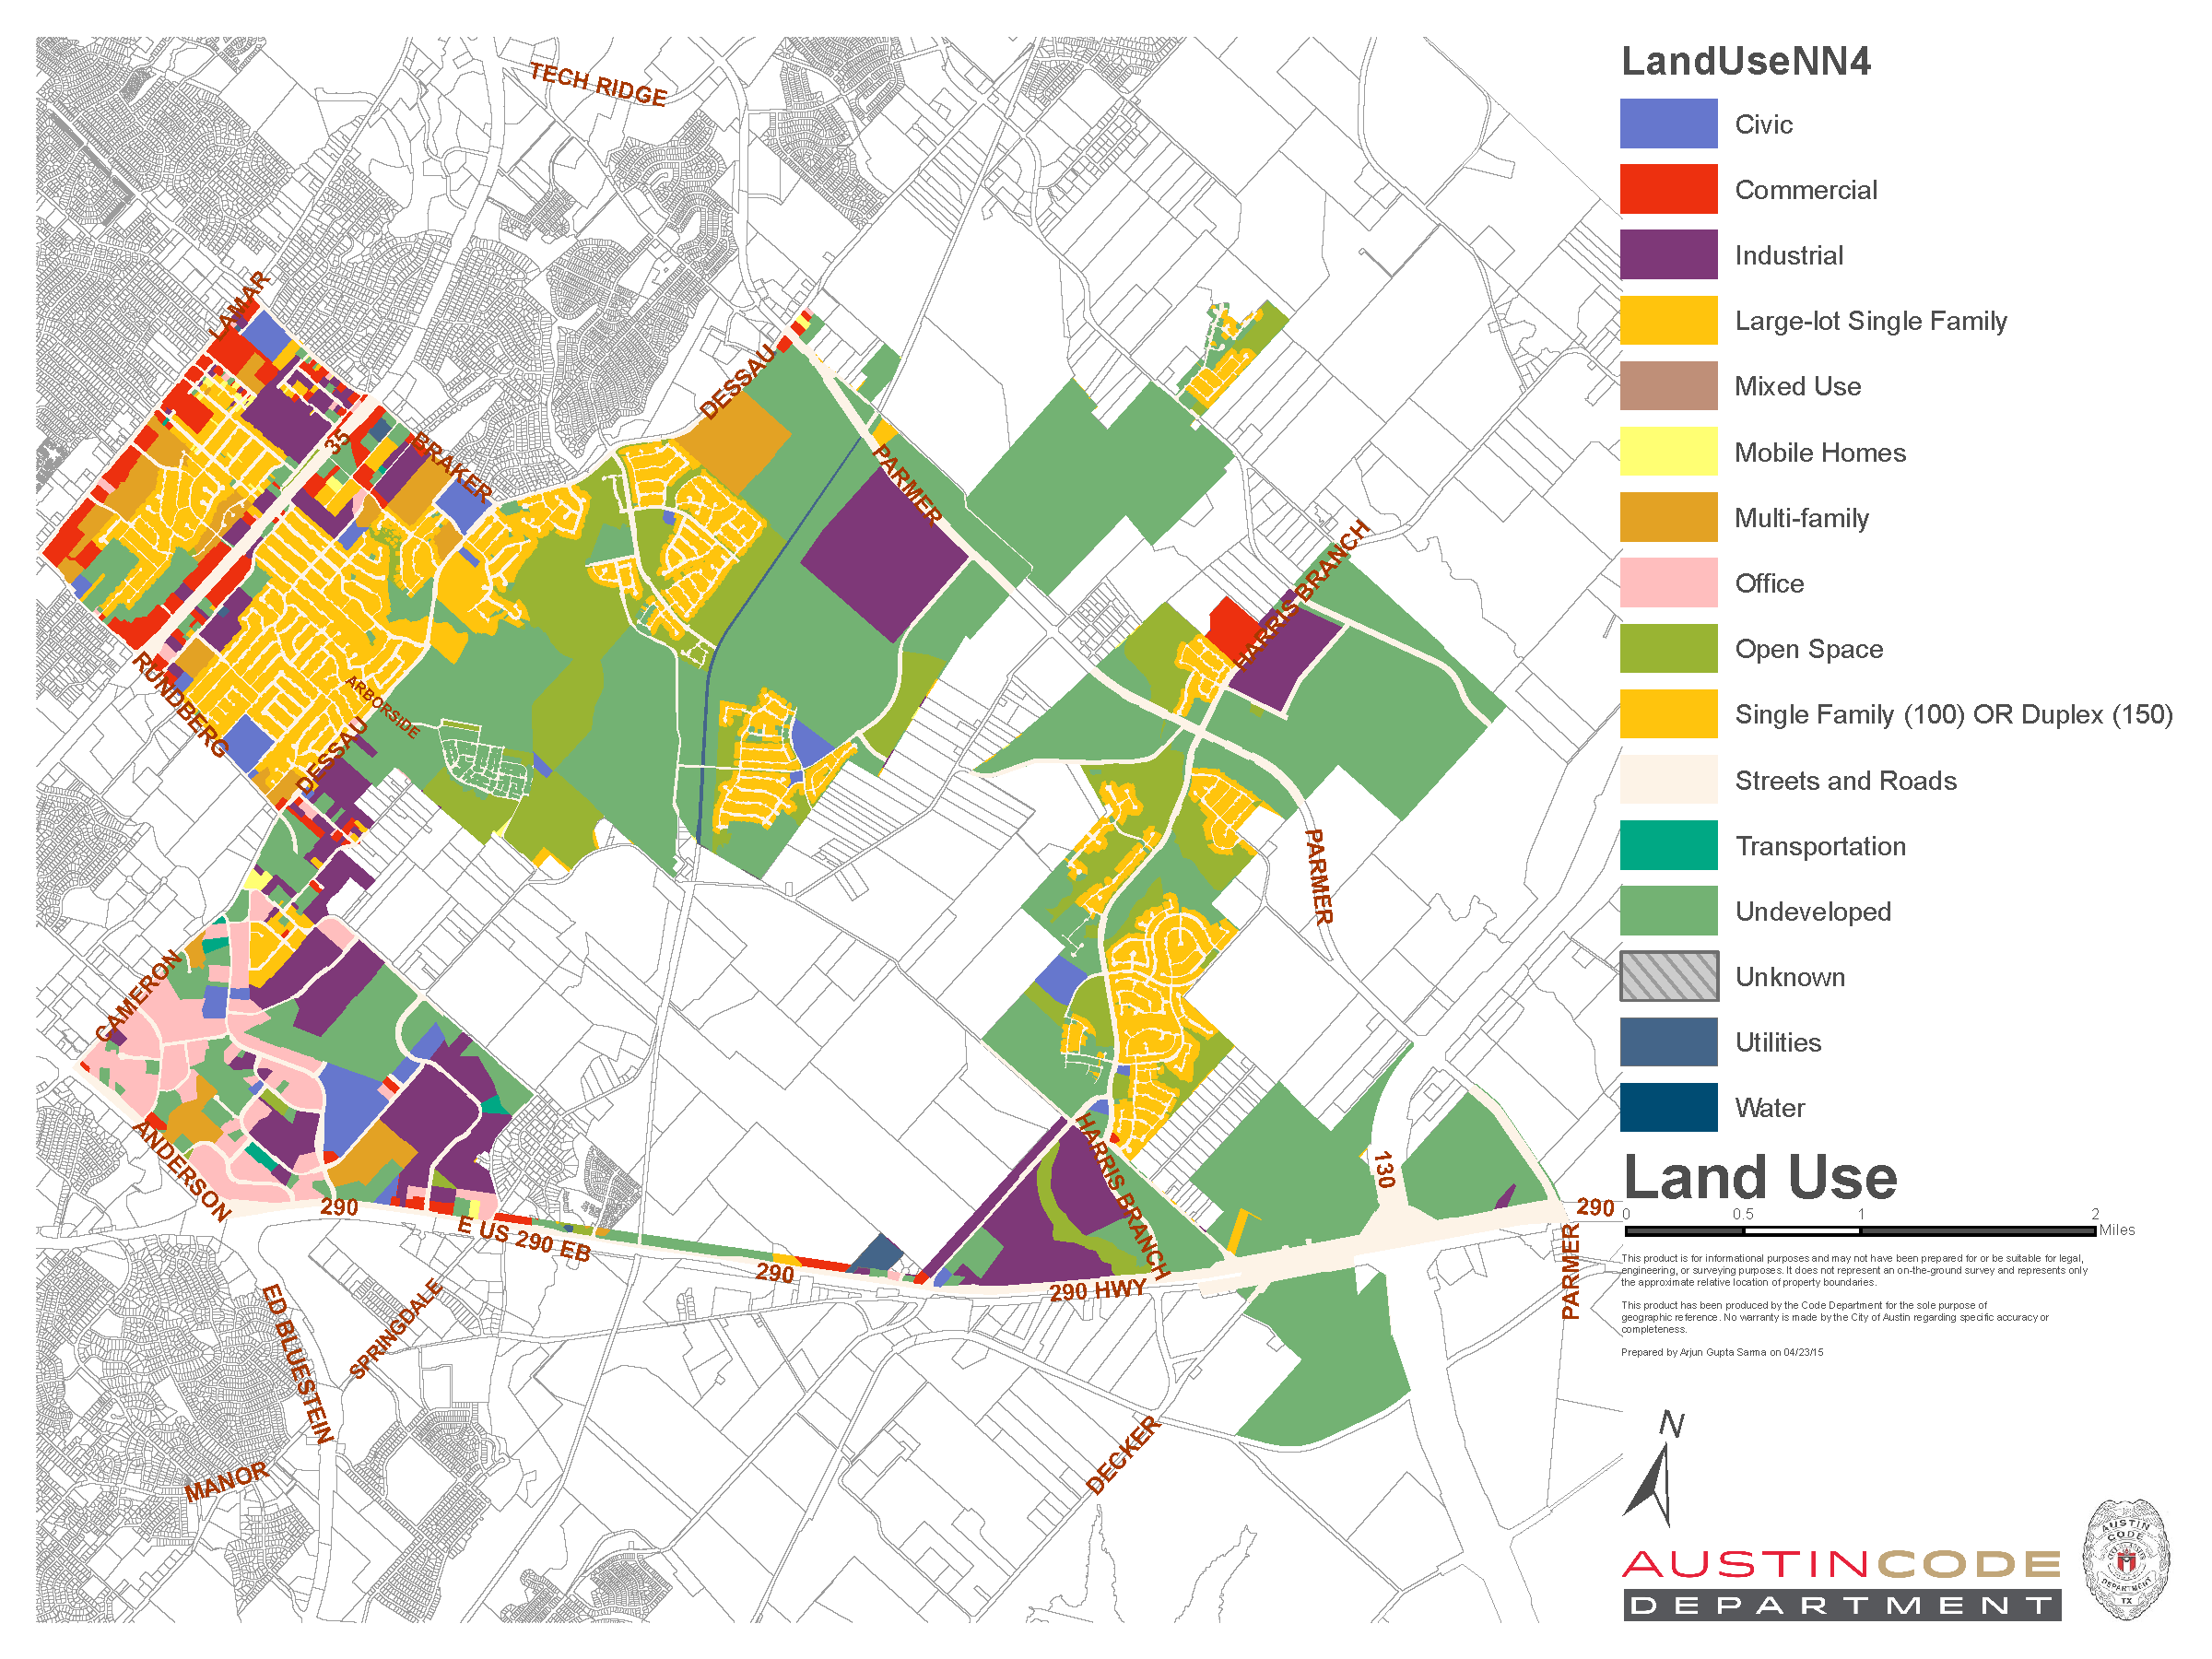 LandUseNN4
Civic
Commercial
Industrial
Large-lot Single Family
Mixed Use
Mobile Homes
Multi-family
Office
Open Space
Single Family (100) OR Duplex (150)
Streets and Roads
Transportation
Undeveloped
Unknown
Utilities
Water
Land Use
0 0.5 1 2
Miles
This product is for informational purposes and may not have been prepared for or be suitable for legal,
engineering, or surveying purposes. It does not represent an on-the-ground survey and represents only
the approximate relative location of property boundaries.
This product has been produced by the Code Department for the sole purpose of
geographic reference. No warranty is made by the City of Austin regarding specific accuracy or
completeness.
Prepared by Arjun Gupta Sarma on 04/23/15
N
AUSTINCODE
DEPARTMENT
AUSTIN
CODE
DEPARTMENT
TX
TECH RIDGE
LAMAR
DESSAU
35
BRAKER
PARMER
HARRIS BRANCH
RUNDBERG
ARBORSIDE
DESSAU
PARMER
CAMERON
ANDERSON
HARRIS BRANCH
130
290
290
E US 290 EB
290
290 HWY
PARMER
ED BLUESTEIN
SPRINGDALE
MANOR
DECKER